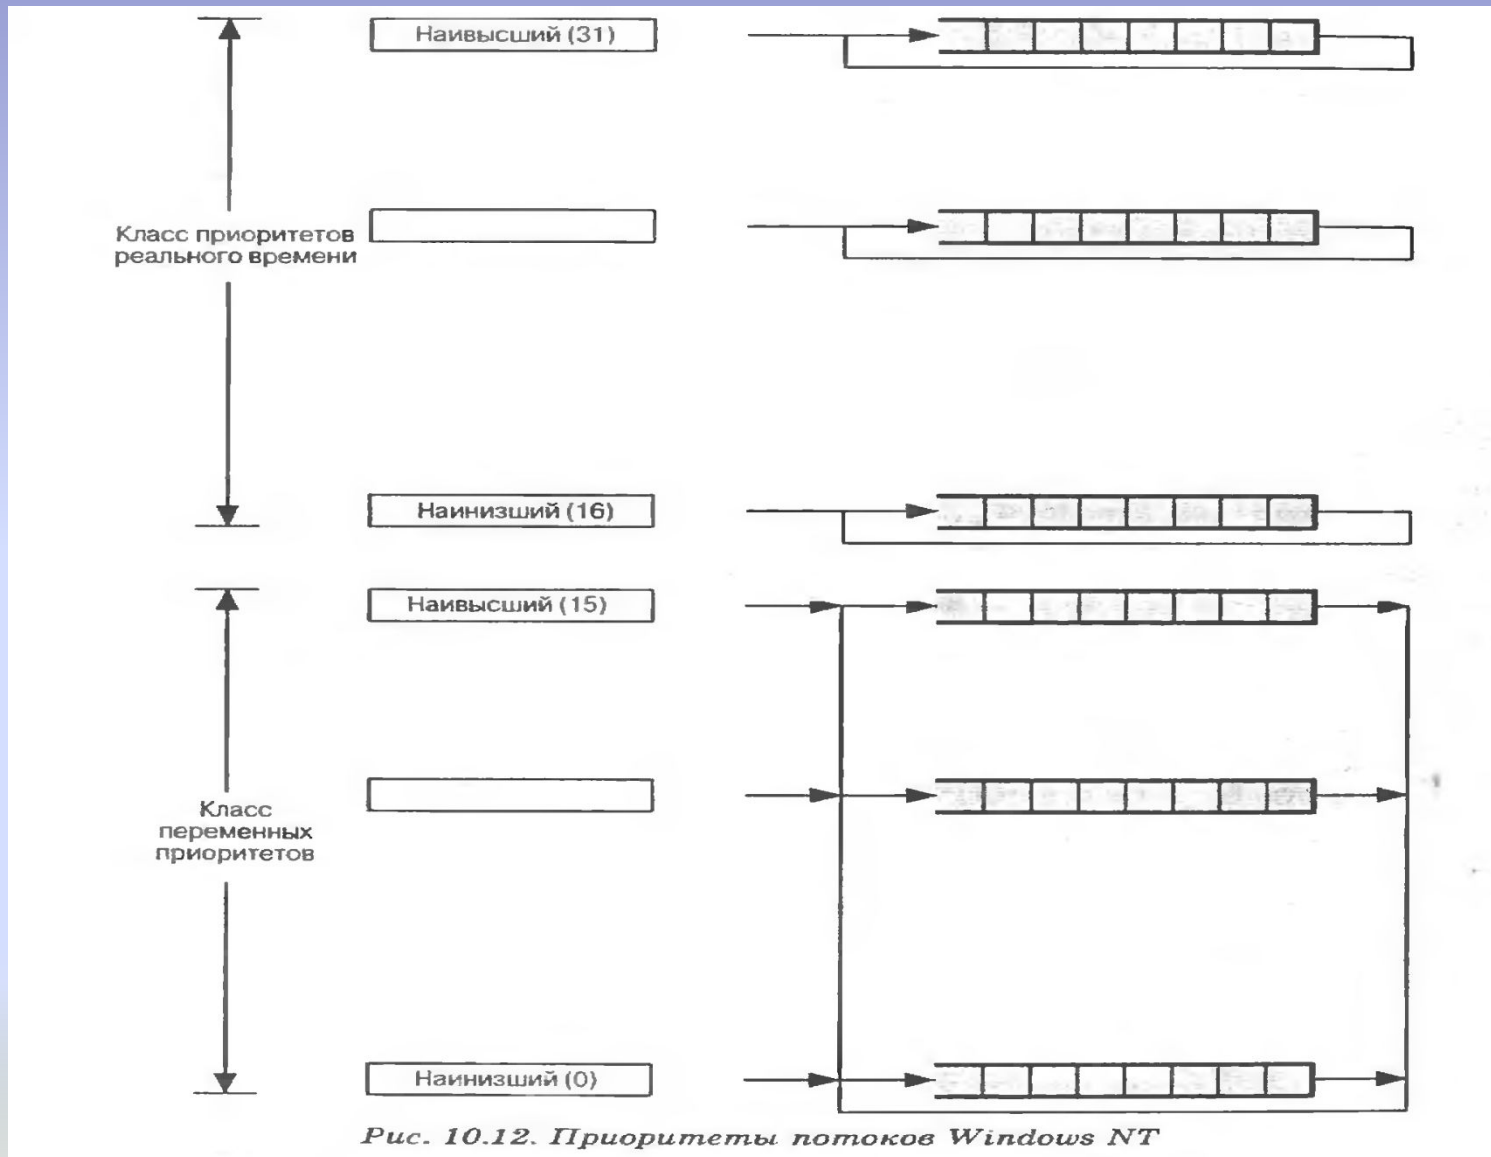 Наивысший (31)
Класс приоритетов
реального времени
Наинизший (16)
Наивысший (15)
Класс
переменных
приоритетов
Наинизший (0)
Рис. 10.12. Приоритеты потоков Windows NT